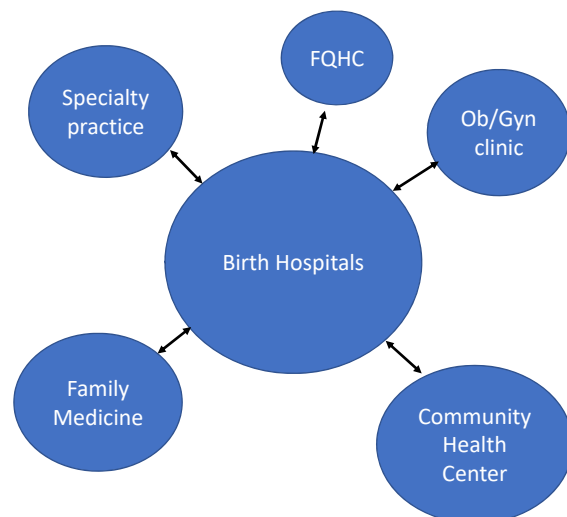 FQHC
Specialty
practice
Ob/Gyn
clinic
Birth Hospitals
Family
Medicine
Community
Health
Center